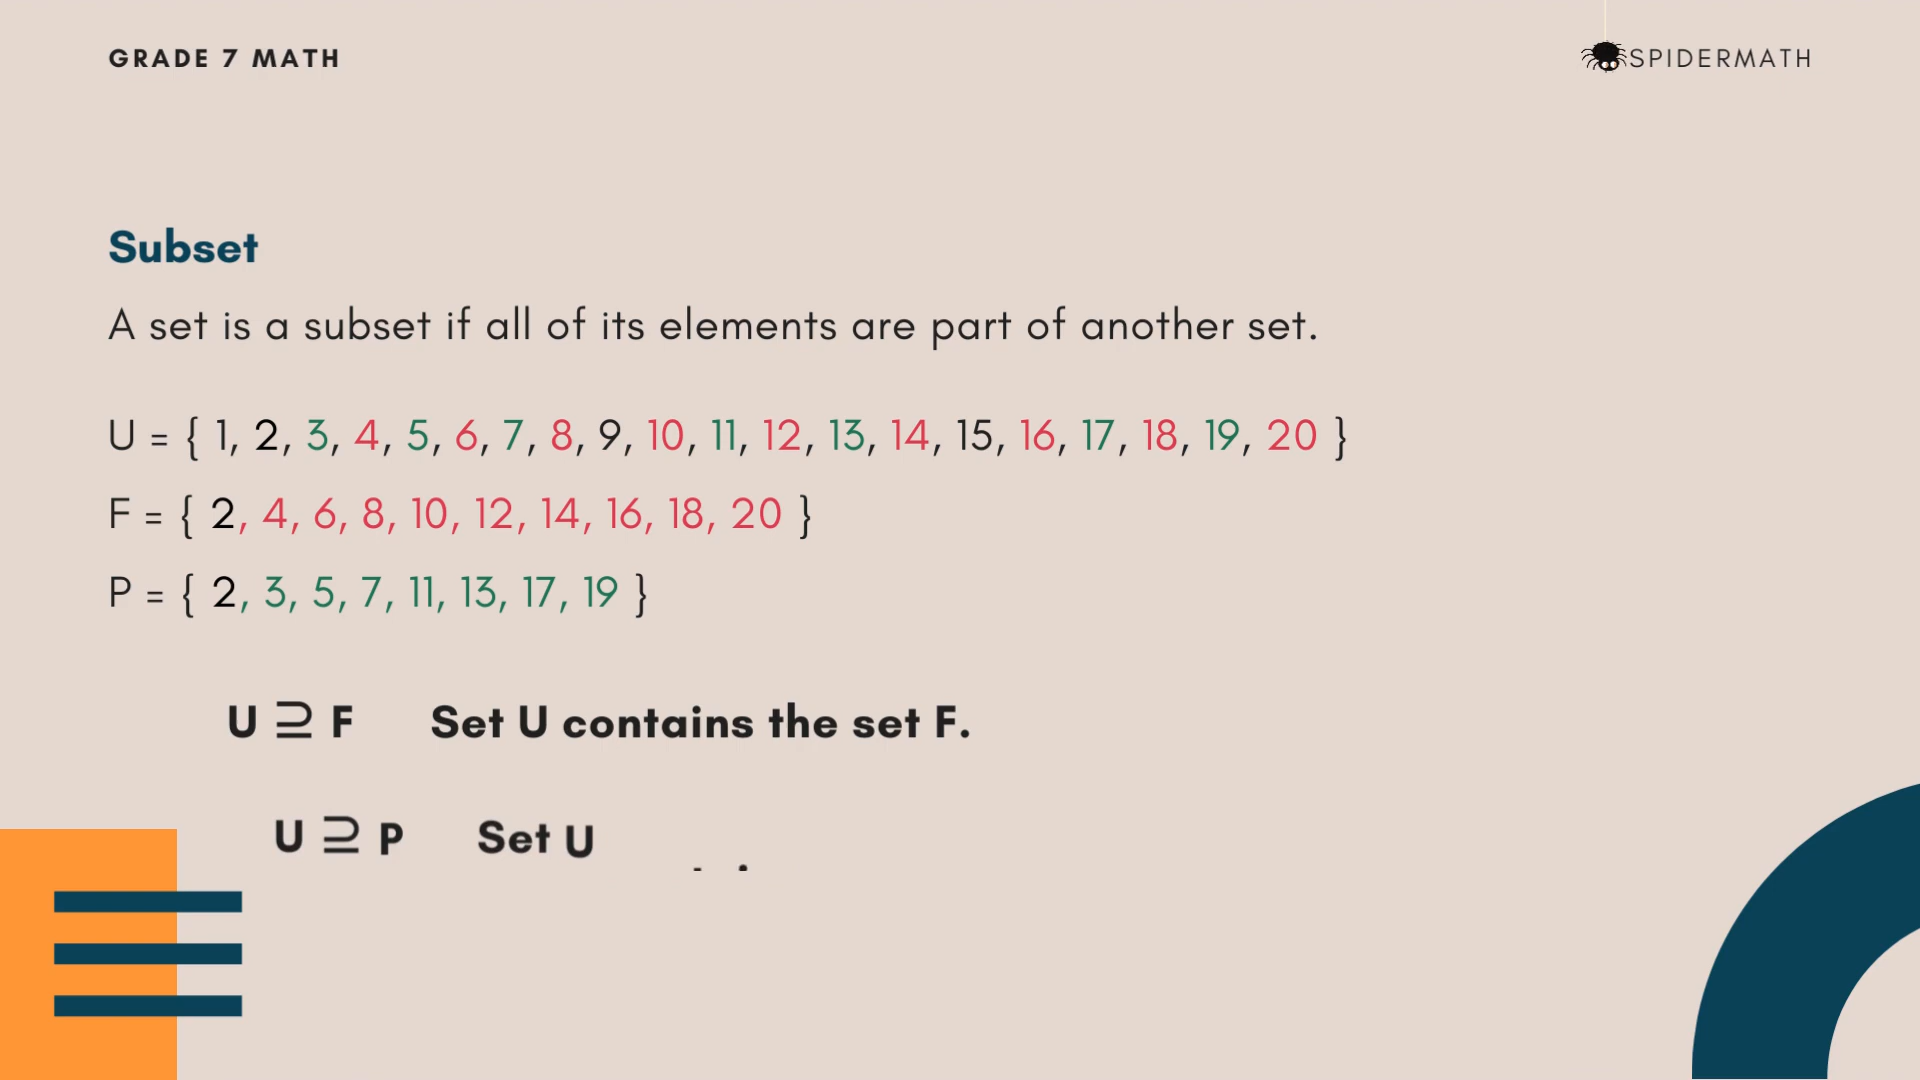 GRADE 7 MATH
SPIDERMATH
Subset
A set is a subset if all of its elements are part of another set.
U = { 1, 2, 3, 4, 5, 6, 7, 8, 9, 10, 11, 12, 13, 14, 15, 16, 17, 18, 19, 20 }
F = { 2, 4, 6, 8, 10, 12, 14, 16, 18, 20 }
P = { 2, 3, 5, 7, 11, 13, 17, 19 }
U ⊇ F Set U contains the set F.
U ⊇ P Set U